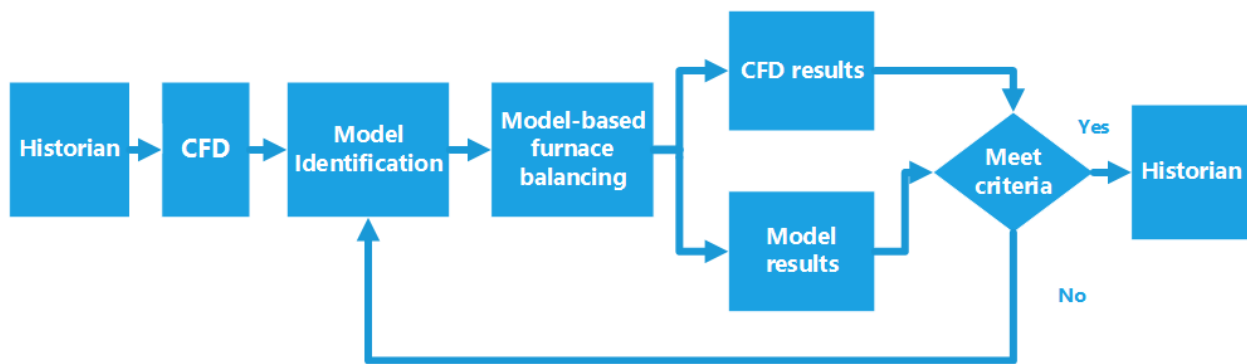 Historian
CFD
Model
Identification
Model-based
furnace
balancing
CFD results
Model
results
Meet
criteria
Yes
No
Historian